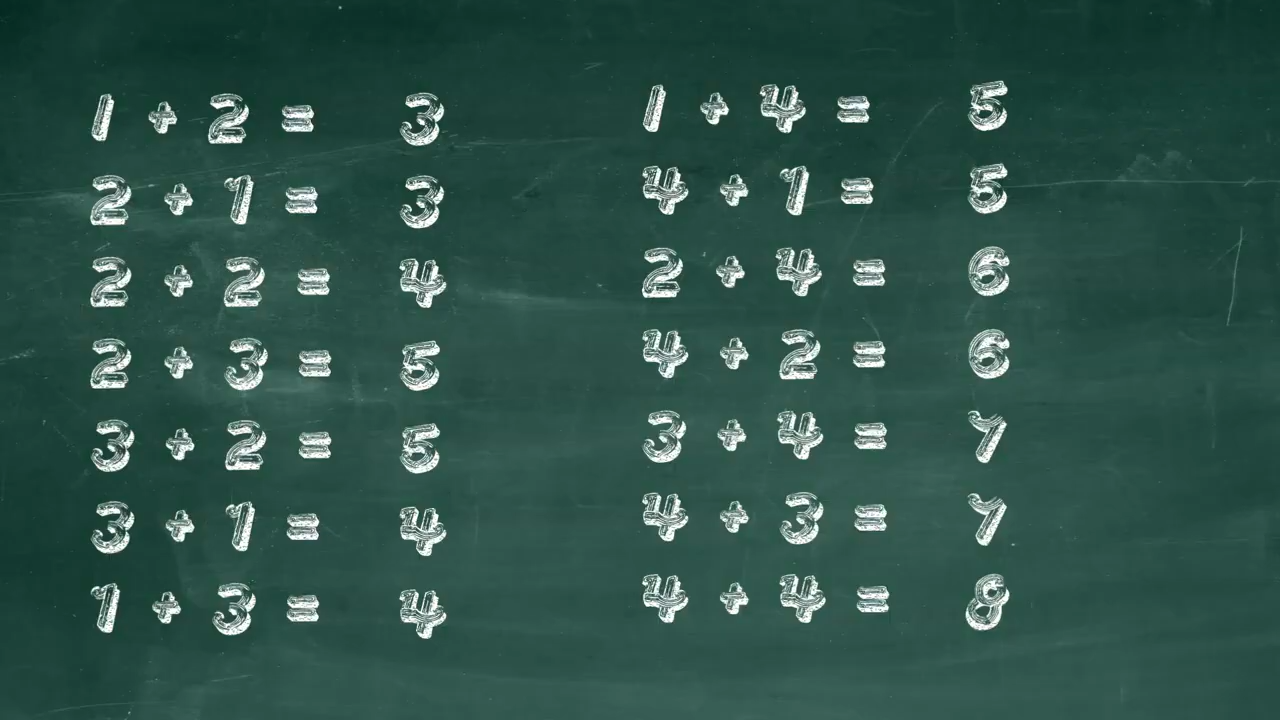 1 + 2 = 3
2 + 1 = 3
2 + 2 = 4
2 + 3 = 5
3 + 2 = 5
3 + 1 = 4
1 + 3 = 4
1 + 4 = 5
4 + 1 = 5
2 + 4 = 6
4 + 2 = 6
3 + 4 = 7
4 + 3 = 7
4 + 4 = 8